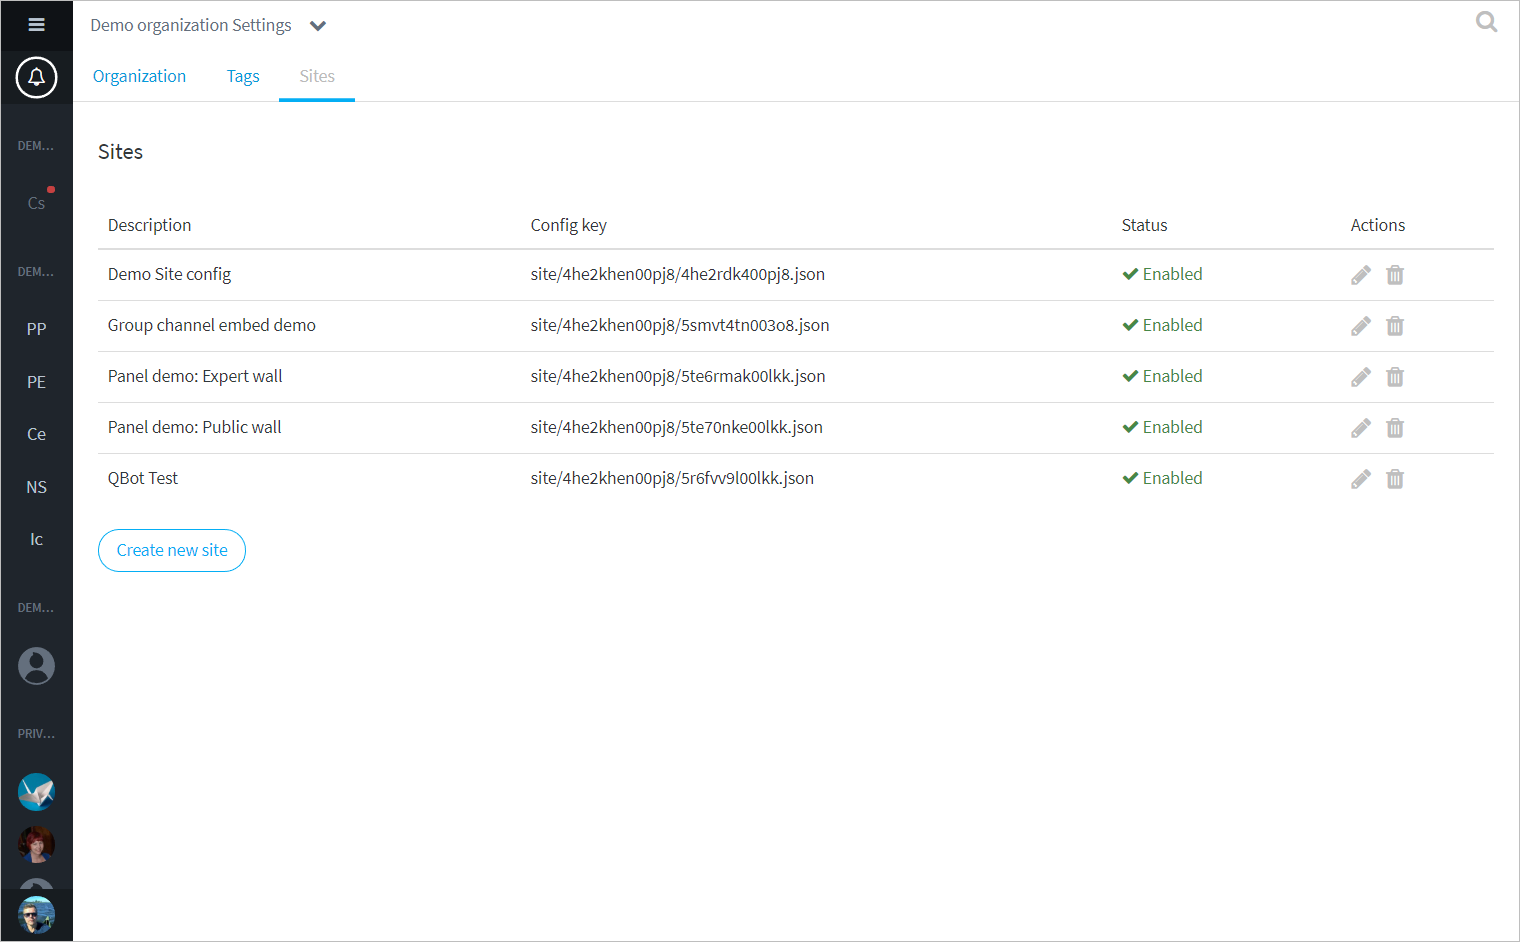 Demo organization Settings
Organization Tags Sites
DEM...
Cs
DEM...
PP
PE
Ce
NS
Ic
DEM...
PRIV...
Sites
Description Config key Status Actions
Demo Site config site/4he2khen00pj8/4he2rdk400pj8.json Enabled
Group channel embed demo site/4he2khen00pj8/5smvt4tn003o8.json Enabled
Panel demo: Expert wall site/4he2khen00pj8/5te6rmak00lkk.json Enabled
Panel demo: Public wall site/4he2khen00pj8/5te70nke00lkk.json Enabled
QBot Test site/4he2khen00pj8/5r6fvv9l00lkk.json Enabled
Create new site